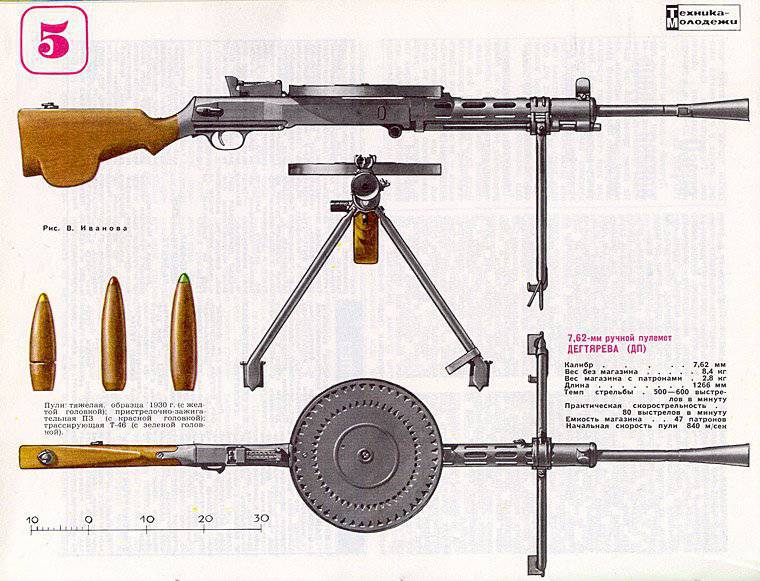 5
Техника-
Молодежи
Рис. В. Иванова
7,62-мм ручной пулемет
ДЕГТЯРЕВА (ДП)
Калибр . . . . . . 7,62 мм
Вес без магазина . . . . . 8,4 кг
Вес магазина с патронами . 2,8 кг
Длина . . . . . . . 1266 мм
Темп стрельбы . 500—600 выстре-
лов в минуту
Практическая скорострельность .
80 выстрелов в минуту
Емкость магазина . . 47 патронов
Начальная скорость пули 840 м/сек
Пули: тяжелая, образца 1930 г. (с жел-
той головкой); пристрелочно-зажига-
тельная ПЗ (с красной головкой);
трассирующая Т-46 (с зеленой голов-
кой).
10 0 10 20 30